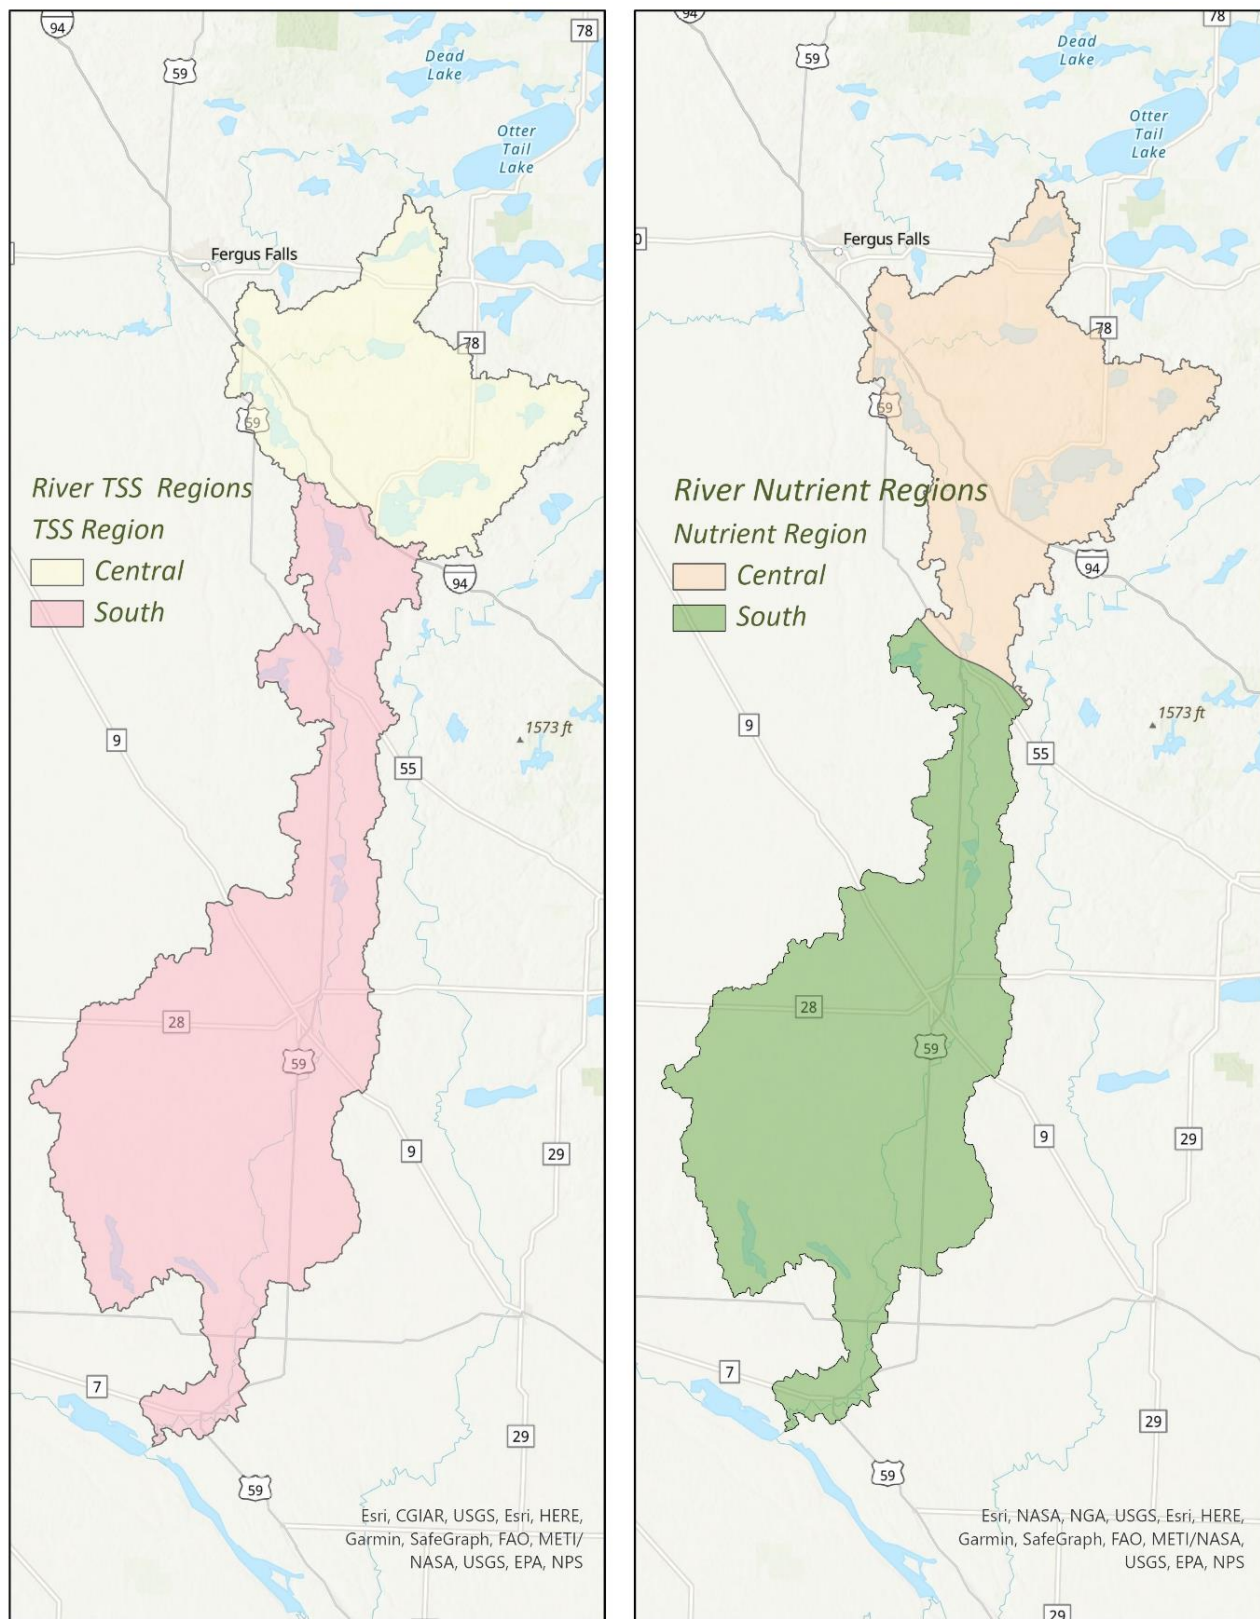 94
78
59
Dead
Lake
Otter
Tail
Lake
Fergus Falls
78
59
River TSS Regions
TSS Region
Central
South
94
9
1573 ft
55
28
59
9
29
7
29
59
Esri, CGIAR, USGS, Esri, HERE,
Garmin, SafeGraph, FAO, METI/
NASA, USGS, EPA, NPS
94
78
59
Dead
Lake
Otter
Tail
Lake
0
Fergus Falls
78
59
River Nutrient Regions
Nutrient Region
Central
South
94
9
1573 ft
55
28
59
9
29
7
29
59
Esri, NASA, NGA, USGS, Esri, HERE,
Garmin, SafeGraph, FAO, METI/NASA,
USGS, EPA, NPS
29